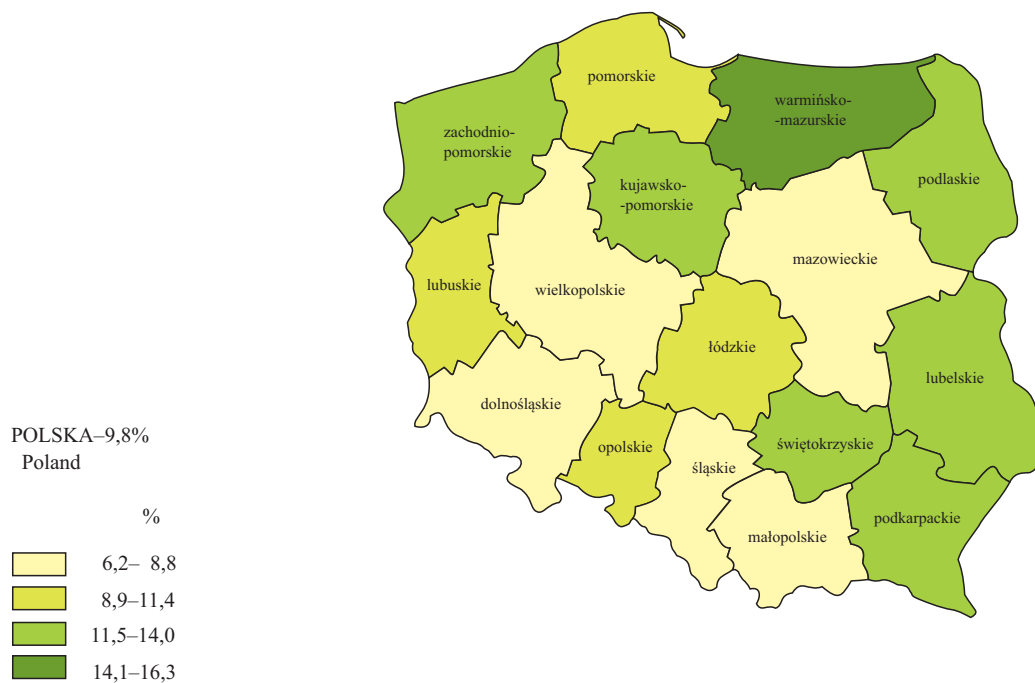 pomorskie
warmińsko-
-mazurskie
zachodnio-
pomorskie
kujawsko-
-pomorskie
podlaskie
mazowieckie
lubuskie
wielkopolskie
łódzkie
lubelskie
dolnośląskie
opolskie
śląskie
świętokrzyskie
podkarpackie
małopolskie
POLSKA–9,8%
Poland
%
6,2– 8,8
8,9–11,4
11,5–14,0
14,1–16,3